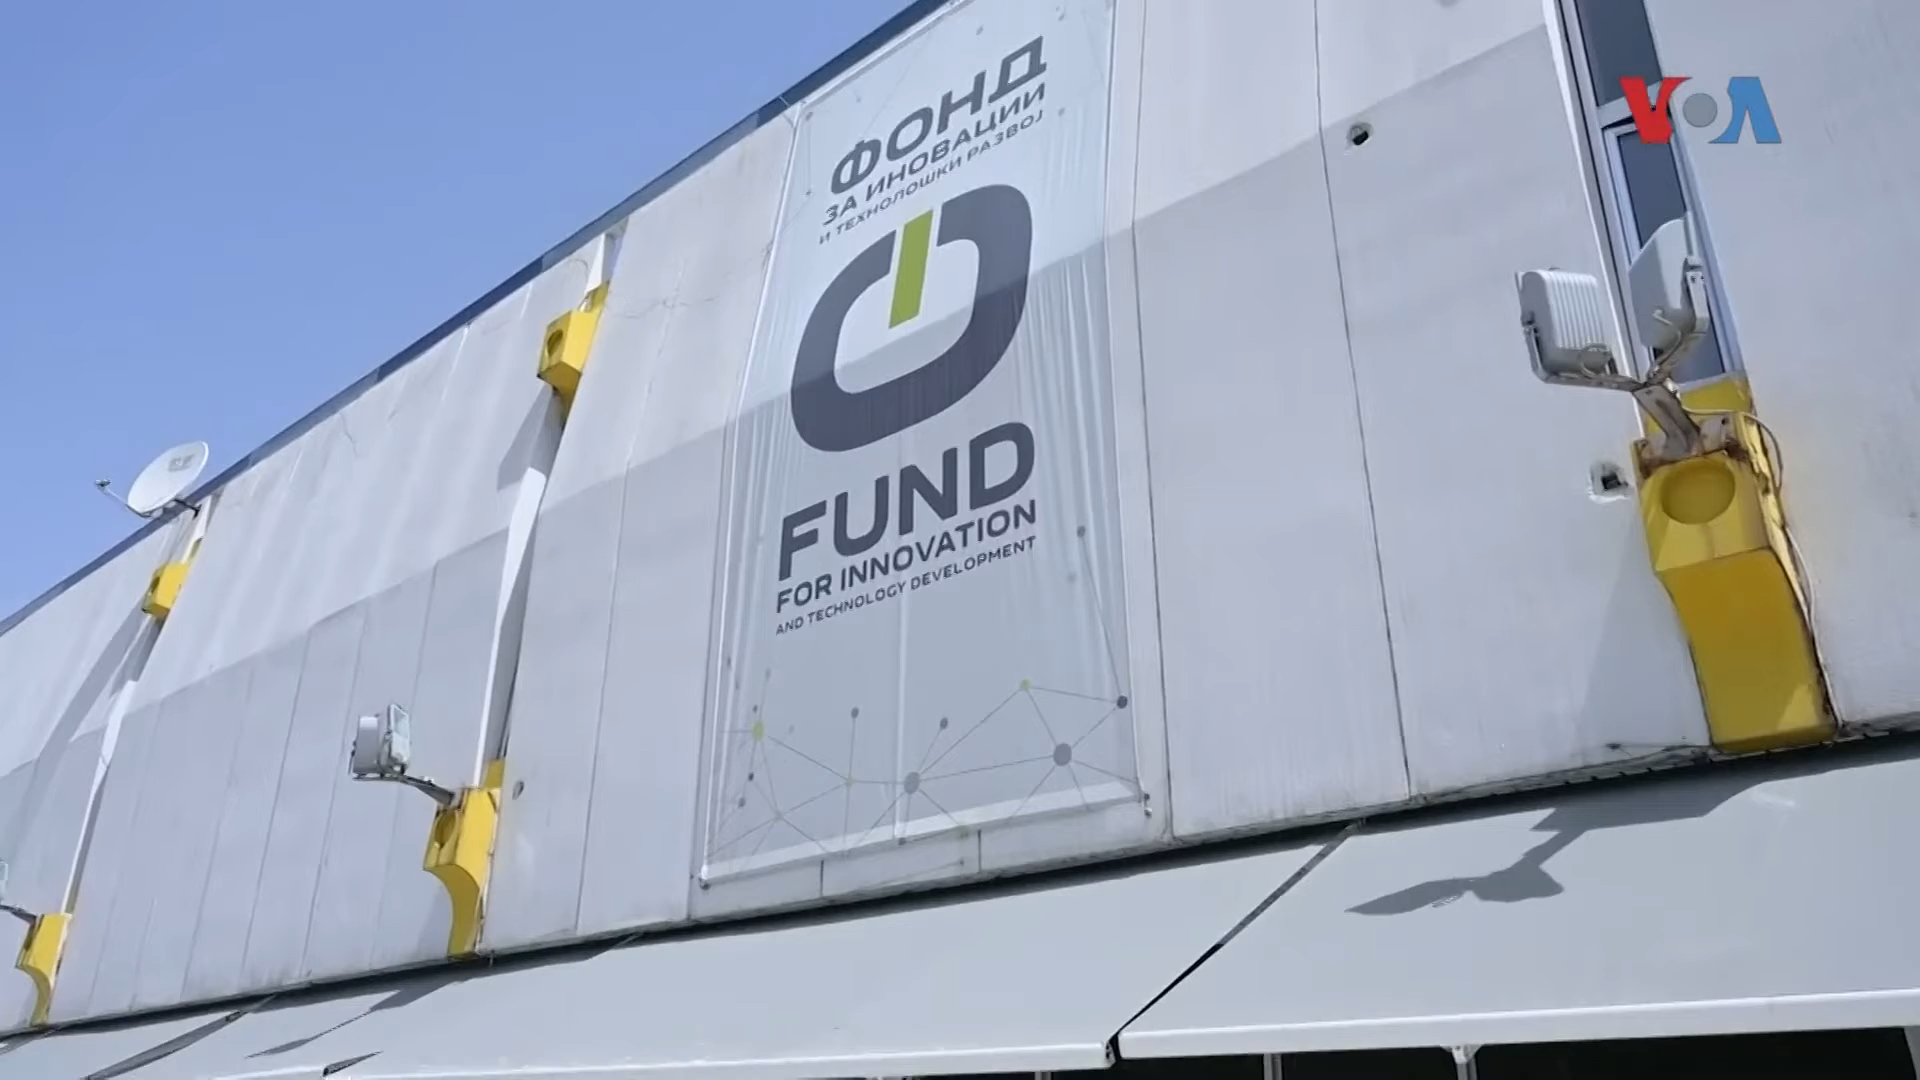 VOA
ФОНД
ЗА ИНОВАЦИИ
И ТЕХНОЛОШКИ РАЗВОЈ
FUND
FOR INNOVATION
AND TECHNOLOGY DEVELOPMENT